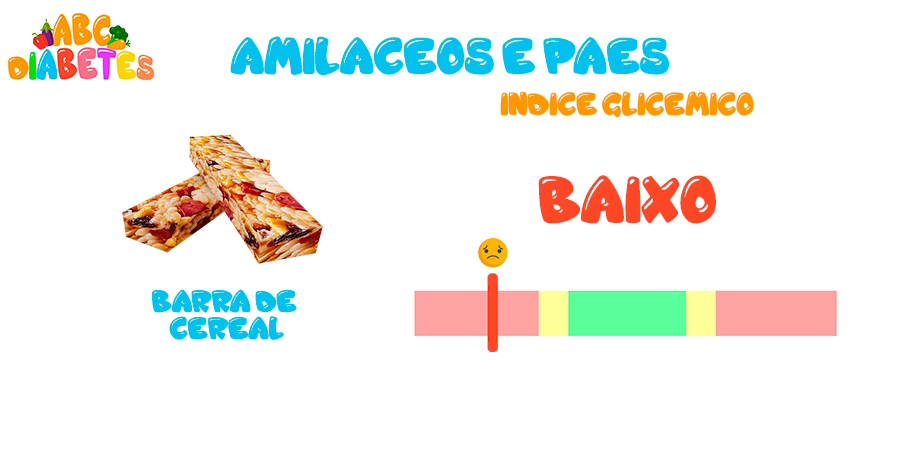 ABC
DIABETES
AMILACEOS E PAES
INDICE GLICEMICO
BAIXO
BARRA DE
CEREAL